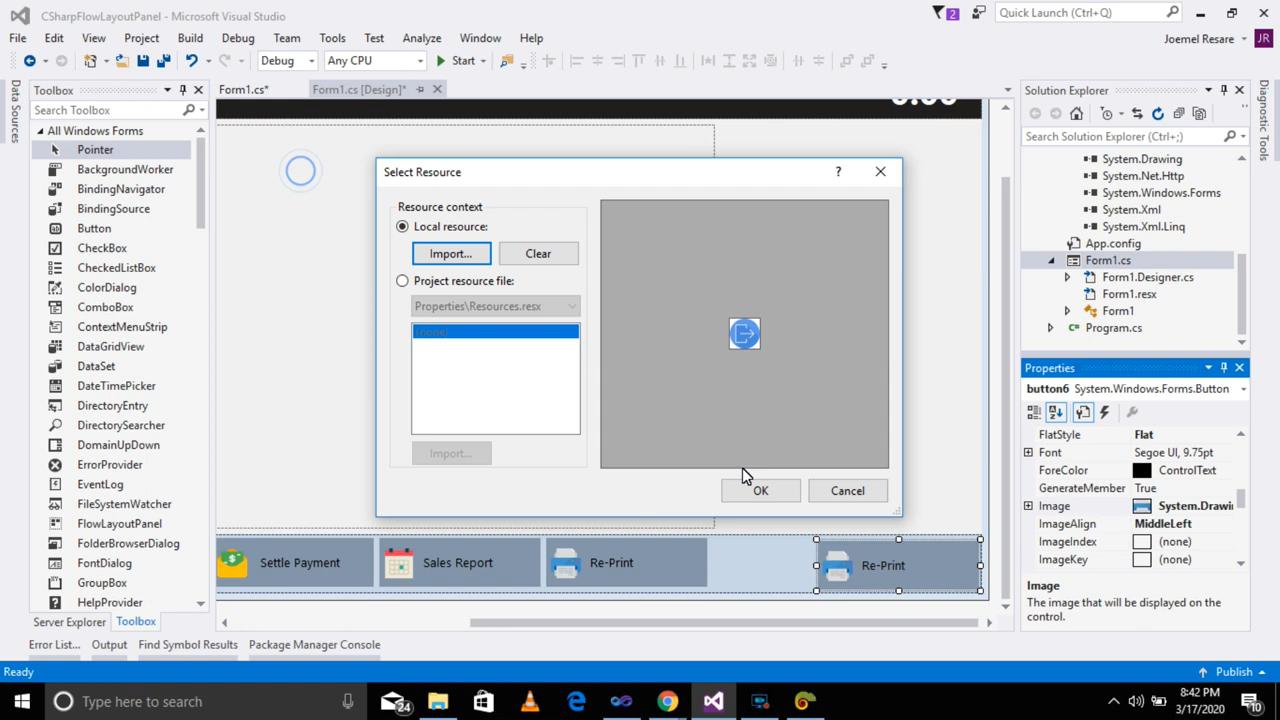 CSharpFlowLayoutPanel - Microsoft Visual Studio
2
Quick Launch (Ctrl+Q)
File Edit View Project Build Debug Team Tools Test Analyze Window Help
Joemel Resare JR
Debug Any CPU Start
Data Sources
Toolbox
Search Toolbox
All Windows Forms
Pointer
BackgroundWorker
BindingNavigator
BindingSource
Button
CheckBox
CheckedListBox
ColorDialog
ComboBox
ContextMenuStrip
DataGridView
DataSet
DateTimePicker
DirectoryEntry
DirectorySearcher
DomainUpDown
ErrorProvider
EventLog
FileSystemWatcher
FlowLayoutPanel
FolderBrowserDialog
FontDialog
GroupBox
HelpProvider
Server Explorer Toolbox
Form1.cs* Form1.cs [Design]*
Select Resource
?
Resource context
Local resource:
Import... Clear
Project resource file:
Properties\Resources.resx
(none)
Import...
OK Cancel
Settle Payment Sales Report Re-Print Re-Print
Solution Explorer
Search Solution Explorer (Ctrl+;)
System.Drawing
System.Net.Http
System.Windows.Forms
System.Xml
System.Xml.Linq
App.config
Form1.cs
Form1.Designer.cs
Form1.resx
Form1
Program.cs
Diagnostic Tools
Properties
button6 System.Windows.Forms.Button
FlatStyle Flat
Font Segoe UI, 9.75pt
ForeColor ControlText
GenerateMember True
Image System.Drawi
ImageAlign MiddleLeft
ImageIndex (none)
ImageKey (none)
Image
The image that will be displayed on the
control.
Error List... Output Find Symbol Results Package Manager Console
Ready
Publish
Type here to search
24
8:42 PM
3/17/2020
10